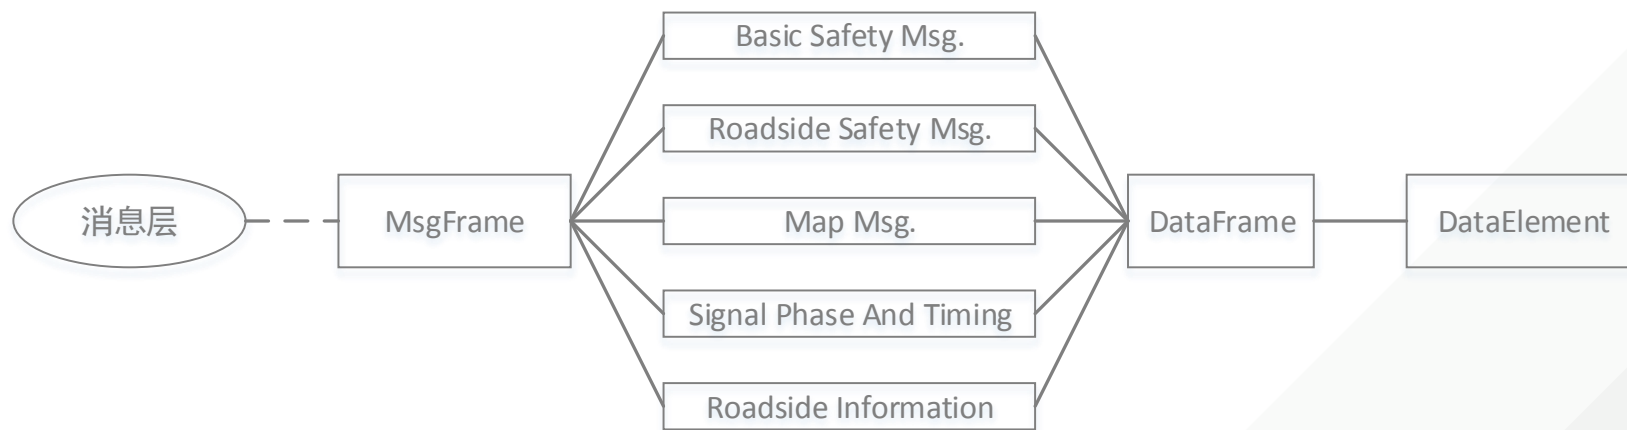 消息层
MsgFrame
Basic Safety Msg.
Roadside Safety Msg.
Map Msg.
Signal Phase And Timing
Roadside Information
DataFrame
DataElement